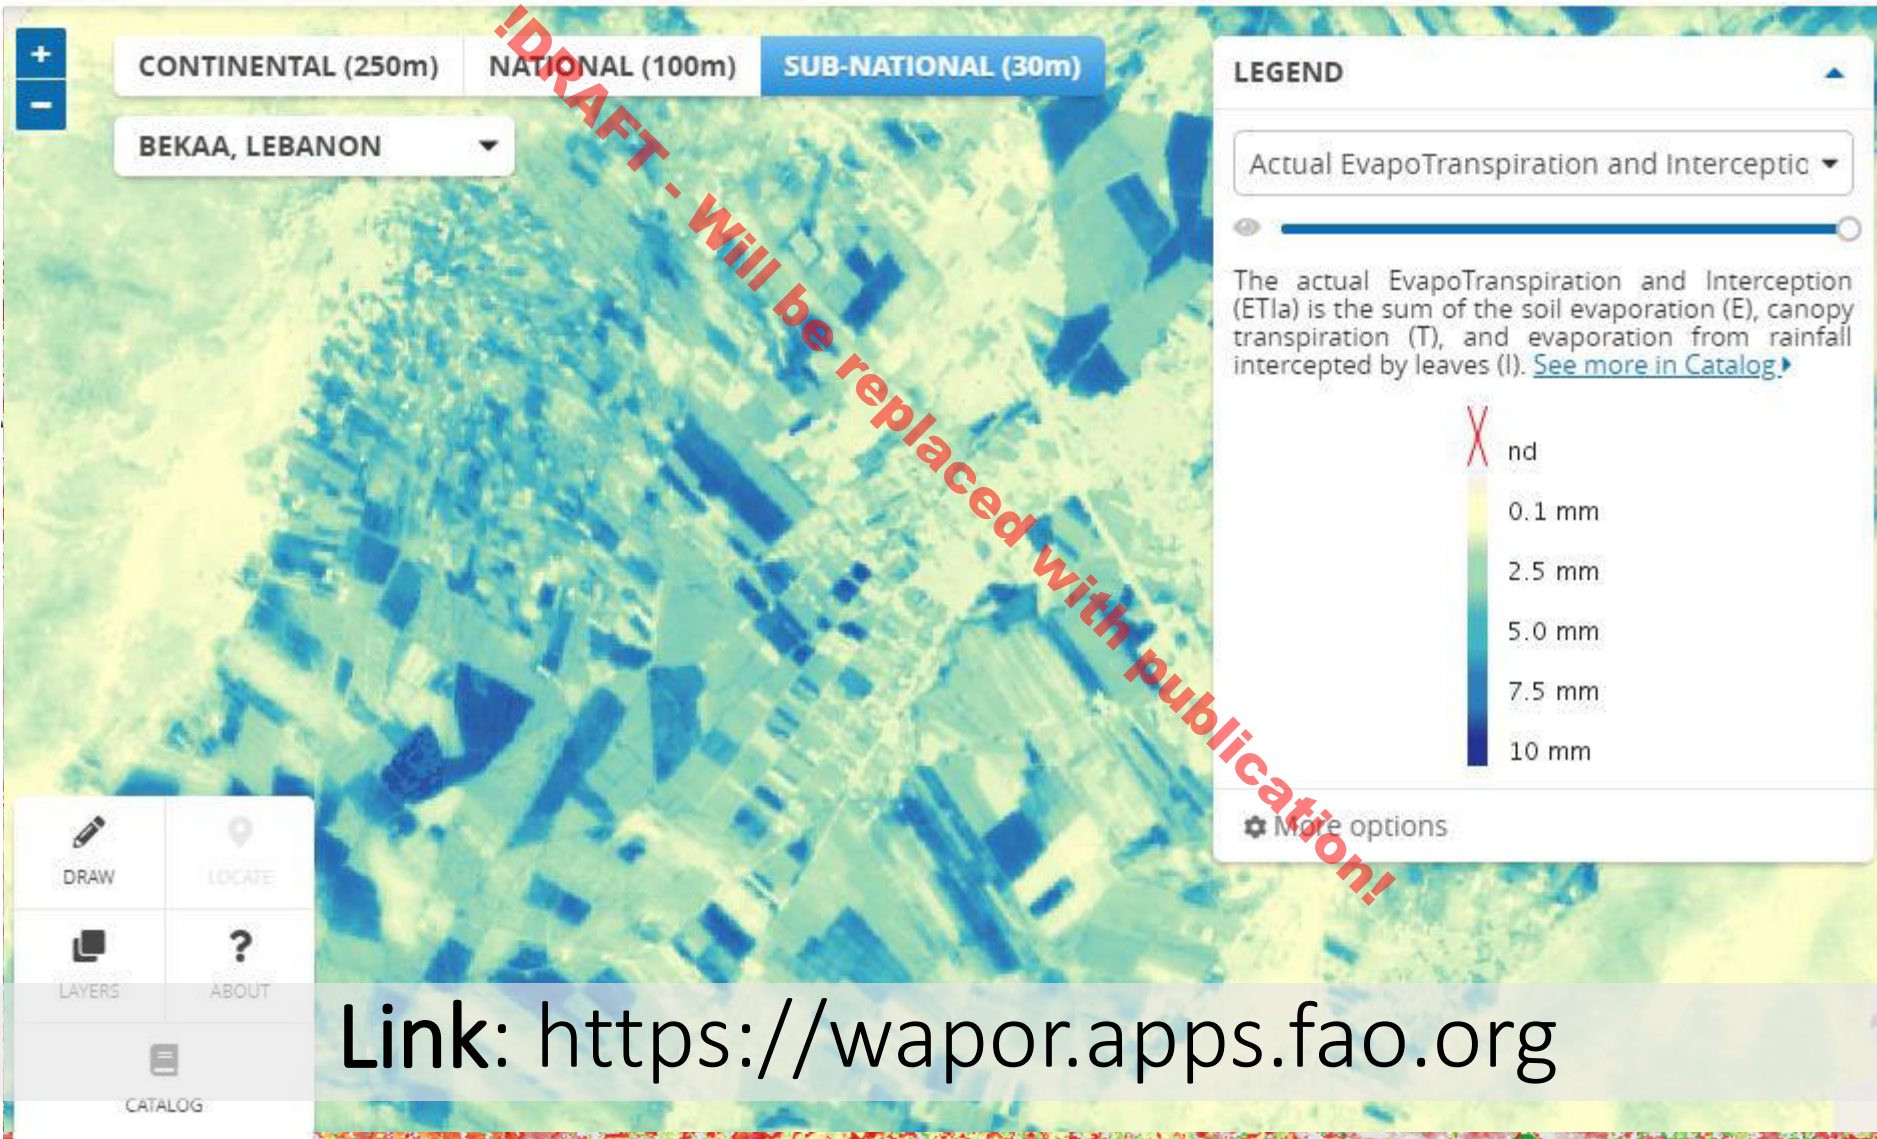 +
−
CONTINENTAL (250m)
NATIONAL (100m)
SUB-NATIONAL (30m)
BEKAA, LEBANON
!DRAFT - Will be replaced with publication!
LEGEND
Actual EvapoTranspiration and Interceptio
The actual EvapoTranspiration and Interception
(ETIa) is the sum of the soil evaporation (E), canopy
transpiration (T), and evaporation from rainfall
intercepted by leaves (I). See more in Catalog
nd
0.1 mm
2.5 mm
5.0 mm
7.5 mm
10 mm
More options
DRAW
LOCATE
LAYERS
?
ABOUT
CATALOG
Link: https://wapor.apps.fao.org